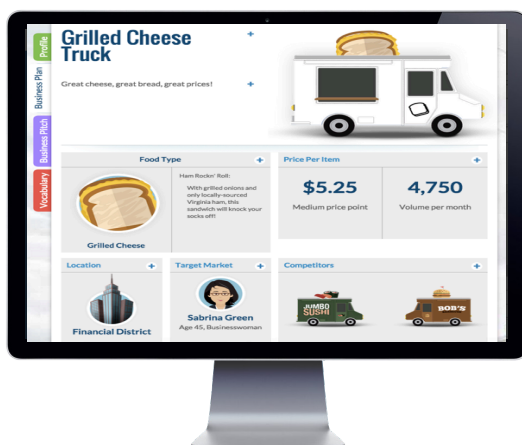 Grilled Cheese
Truck
+
Great cheese, great bread, great prices!
+
Profile
Business Plan
Business Pitch
Vocabulary
Food Type
+
Grilled Cheese
Ham Rockn' Roll:
With grilled onions and
only locally-sourced
Virginia ham, this
sandwich will knock your
socks off!
Price Per Item
+
$5.25
Medium price point
4,750
Volume per month
Location
+
Financial District
Target Market
+
Sabrina Green
Age 45, Businesswoman
Competitors
+
JUMBO
SUSHI
BOB'S